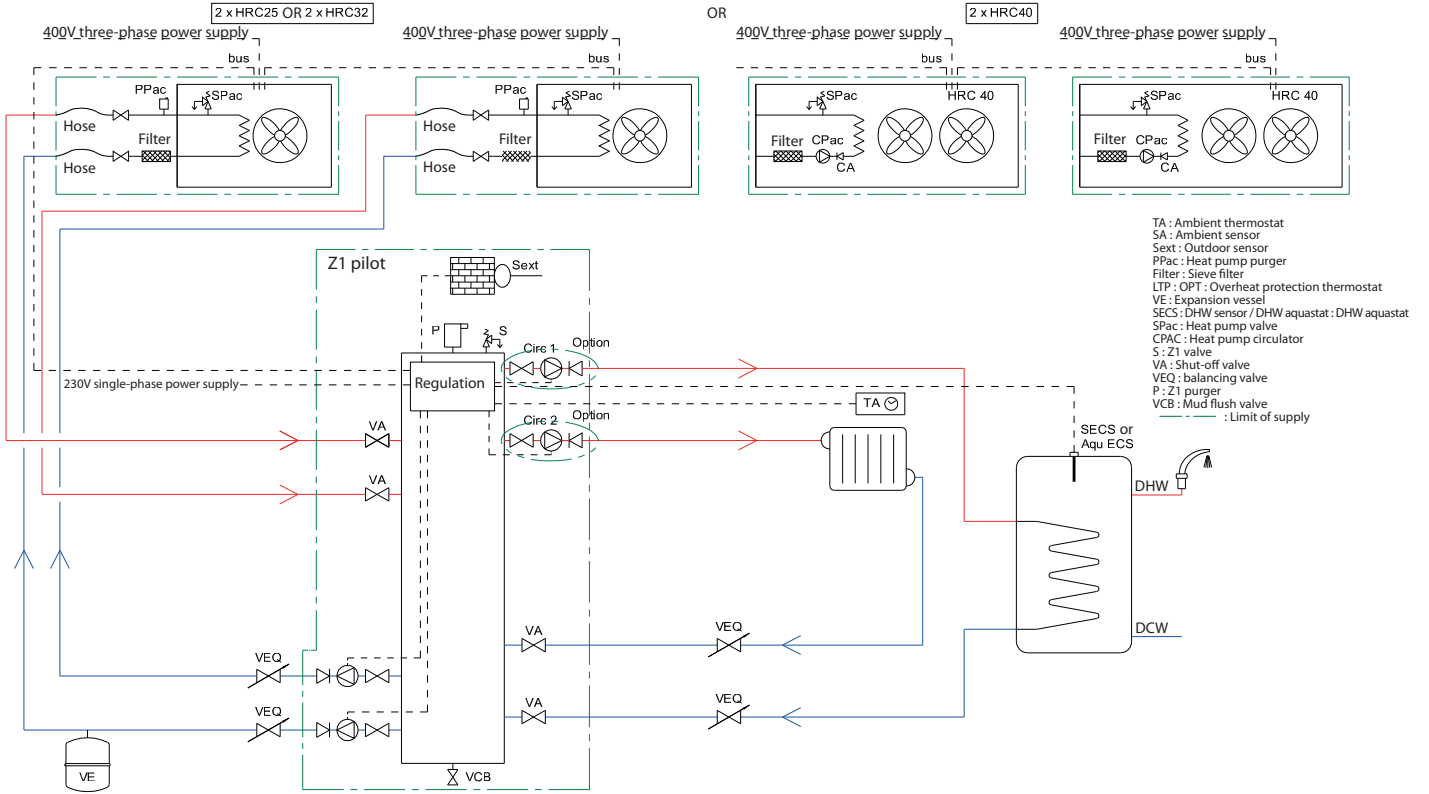 2 x HRC25 OR 2 x HRC32
OR
2 x HRC40
400V three-phase power supply
400V three-phase power supply
400V three-phase power supply
400V three-phase power supply
bus
bus
bus
bus
PPac
SPac
Hose
Filter
Hose
PPac
SPac
Hose
Filter
Hose
SPac
HRC 40
Filter
CPac
CA
SPac
HRC 40
Filter
CPac
CA
TA : Ambient thermostat
SA : Ambient sensor
Sext : Outdoor sensor
PPac : Heat pump purger
Filter : Sieve filter
LTP : OPT : Overheat protection thermostat
VE : Expansion vessel
SECS : DHW sensor / DHW aquastat : DHW aquastat
SPac : Heat pump valve
CPAC : Heat pump circulator
S : Z1 valve
VA : Shut-off valve
VEQ : balancing valve
P : Z1 purger
VCB : Mud flush valve
: Limit of supply
Z1 pilot
Sext
P
S
Circ 1
Option
Regulation
230V single-phase power supply
TA
Circ 2
Option
VA
VA
SECS or
Aqu ECS
DHW
DCW
VA
VEQ
VEQ
VA
VEQ
VEQ
VE
VCB